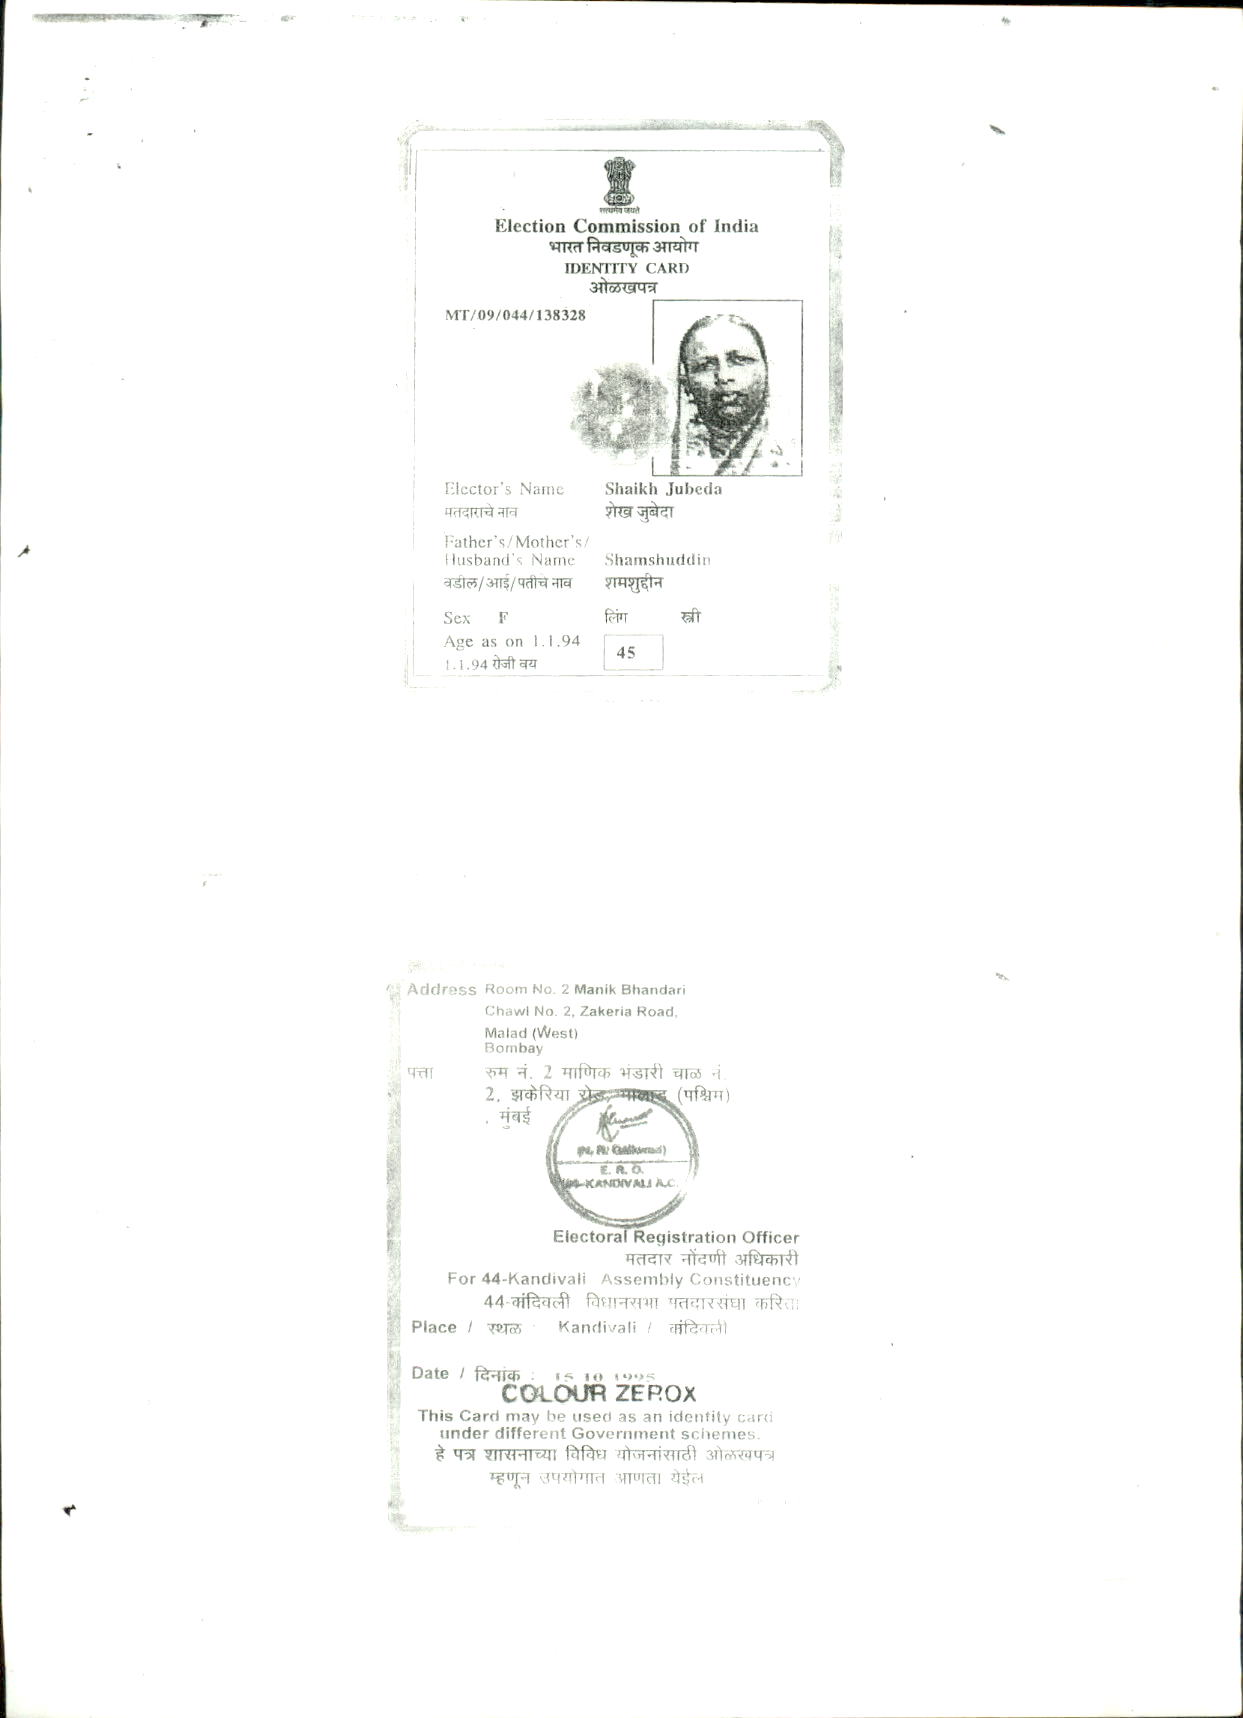 सत्यमेव जयते
Election Commission of India
भारत निवडणूक आयोग
IDENTITY CARD
ओळखपत्र
MT/09/044/138328
Elector's Name Shaikh Jubeda
मतदाराचे नाव शेख जुबेदा
Father's/Mother's/
Husband's Name Shamshuddin
वडील/आई/पतीचे नाव शमशुद्दीन
Sex F लिंग स्त्री
Age as on 1.1.94
1.1.94 रोजी वय 45
Address Room No. 2 Manik Bhandari
Chawl No. 2, Zakeria Road,
Malad (West)
Bombay
पत्ता रुम नं. 2 माणिक भंडारी चाळ नं.
2, झकेरिया रोड, मालाड (पश्चिम)
, मुंबई
E. R. O.
44-KANDIVALI A.C.
Electoral Registration Officer
मतदार नोंदणी अधिकारी
For 44-Kandivali Assembly Constituency
44-कांदिवली विधानसभा मतदारसंघा करिता
Place / स्थळ : Kandivali / कांदिवली
Date / दिनांक : 15 10 1995
COLOUR ZEROX
This Card may be used as an identity card
under different Government schemes.
हे पत्र शासनाच्या विविध योजनांसाठी ओळखपत्र
म्हणून उपयोगात आणता येईल